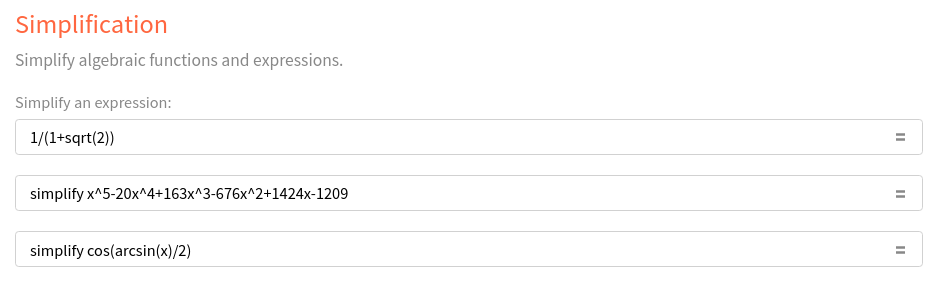 Simplification
Simplify algebraic functions and expressions.
Simplify an expression:
1/(1+sqrt(2))
=
simplify x^5-20x^4+163x^3-676x^2+1424x-1209
=
simplify cos(arcsin(x)/2)
=